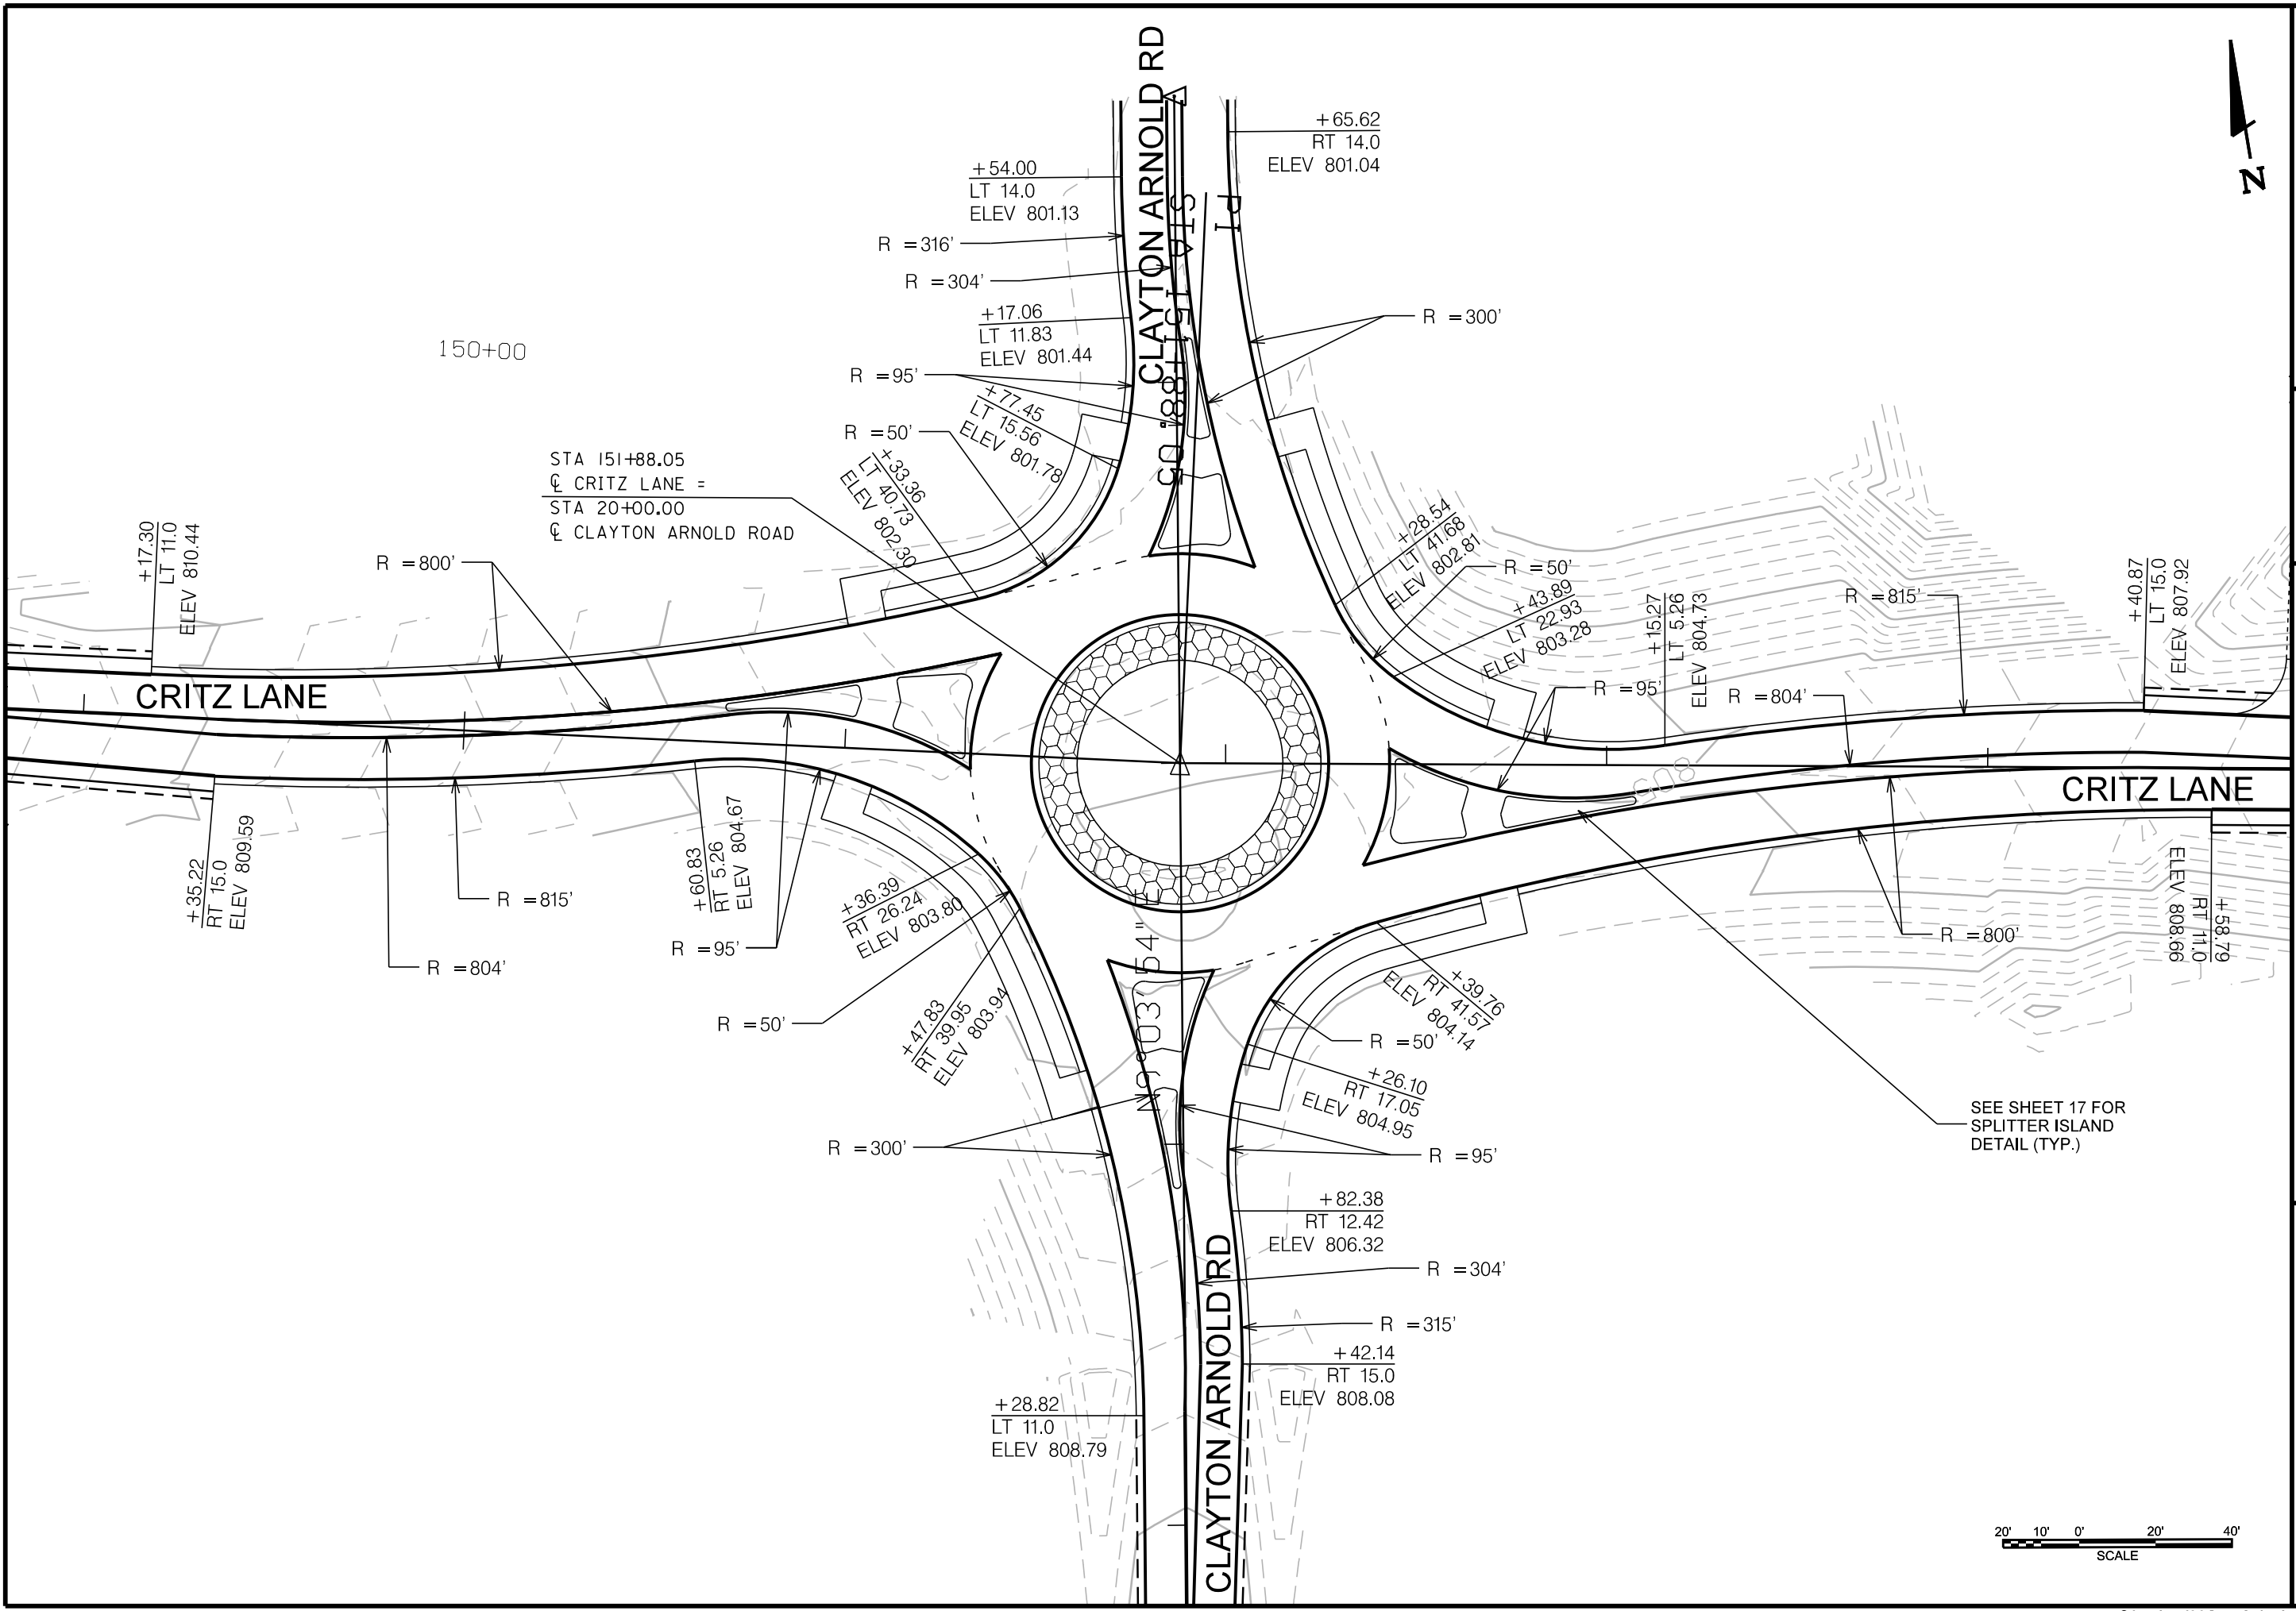 CLAYTON ARNOLD RD
+65.62
RT 14.0
ELEV 801.04
+54.00
LT 14.0
ELEV 801.13
R =316'
R =304'
PI
STA 151+88.05
+17.06
LT 11.83
ELEV 801.44
R =300'
150+00
R =95'
+77.45
LT 15.56
ELEV 801.78
R =50'
+33.36
LT 40.73
ELEV 802.30
STA 151+88.05
℄ CRITZ LANE =
STA 20+00.00
℄ CLAYTON ARNOLD ROAD
+17.30
LT 11.0
ELEV 810.44
R =800'
+28.54
LT 41.68
ELEV 802.81
R =50'
+43.89
LT 22.93
ELEV 803.28
R =95'
+15.27
LT 5.26
ELEV 804.73
R =804'
R =815'
+40.87
LT 15.0
ELEV 807.92
N
CRITZ LANE
805
CRITZ LANE
+35.22
RT 15.0
ELEV 809.59
R =815'
R =804'
+60.83
RT 5.26
ELEV 804.67
R =95'
+36.39
RT 26.24
ELEV 803.80
R =50'
+47.83
RT 39.95
ELEV 803.94
N9°03' 54" E
+39.76
RT 41.57
ELEV 804.14
R =50'
+26.10
RT 17.05
ELEV 804.95
R =95'
R =800'
+58.79
RT 11.0
ELEV 808.66
SEE SHEET 17 FOR
SPLITTER ISLAND
DETAIL (TYP.)
R =300'
+82.38
RT 12.42
ELEV 806.32
R =304'
R =315'
+42.14
RT 15.0
ELEV 808.08
+28.82
LT 11.0
ELEV 808.79
CLAYTON ARNOLD RD
20' 10' 0' 20' 40'
SCALE